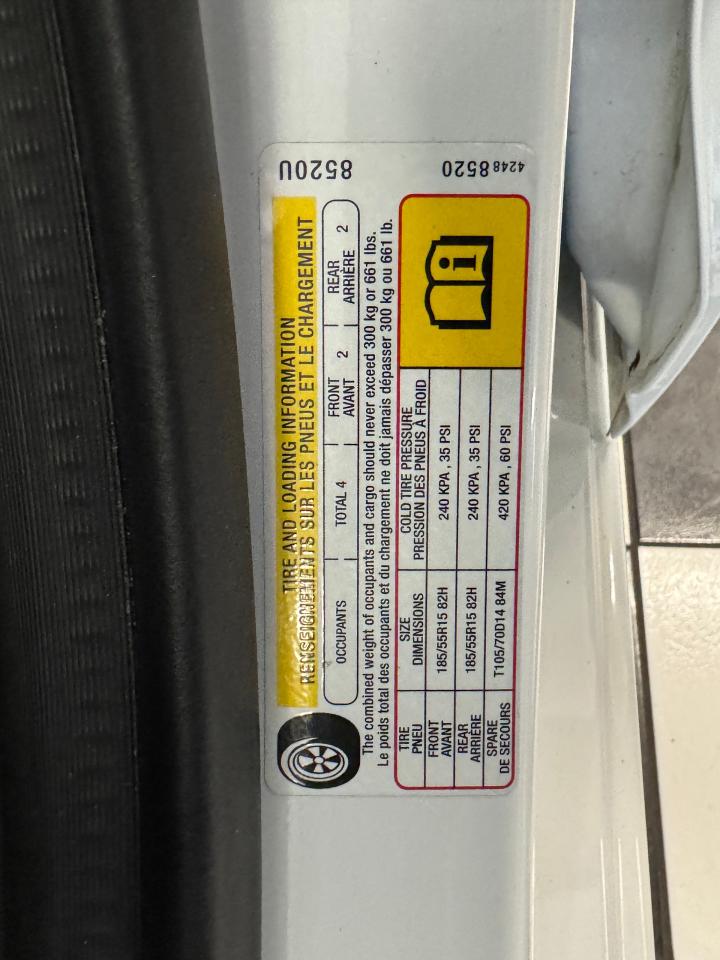 TIRE AND LOADING INFORMATION
RENSEIGNEMENTS SUR LES PNEUS ET LE CHARGEMENT
OCCUPANTS TOTAL 4 FRONT 2 REAR 2
AVANT ARRIÈRE
The combined weight of occupants and cargo should never exceed 300 kg or 661 lbs.
Le poids total des occupants et du chargement ne doit jamais dépasser 300 kg ou 661 lb.
TIRE SIZE COLD TIRE PRESSURE
PNEU DIMENSIONS PRESSION DES PNEUS À FROID
FRONT 185/55R15 82H 240 KPA, 35 PSI
AVANT
REAR 185/55R15 82H 240 KPA, 35 PSI
ARRIÈRE
SPARE T105/70D14 84M 420 KPA, 60 PSI
DE SECOURS
8520U
4248 8520